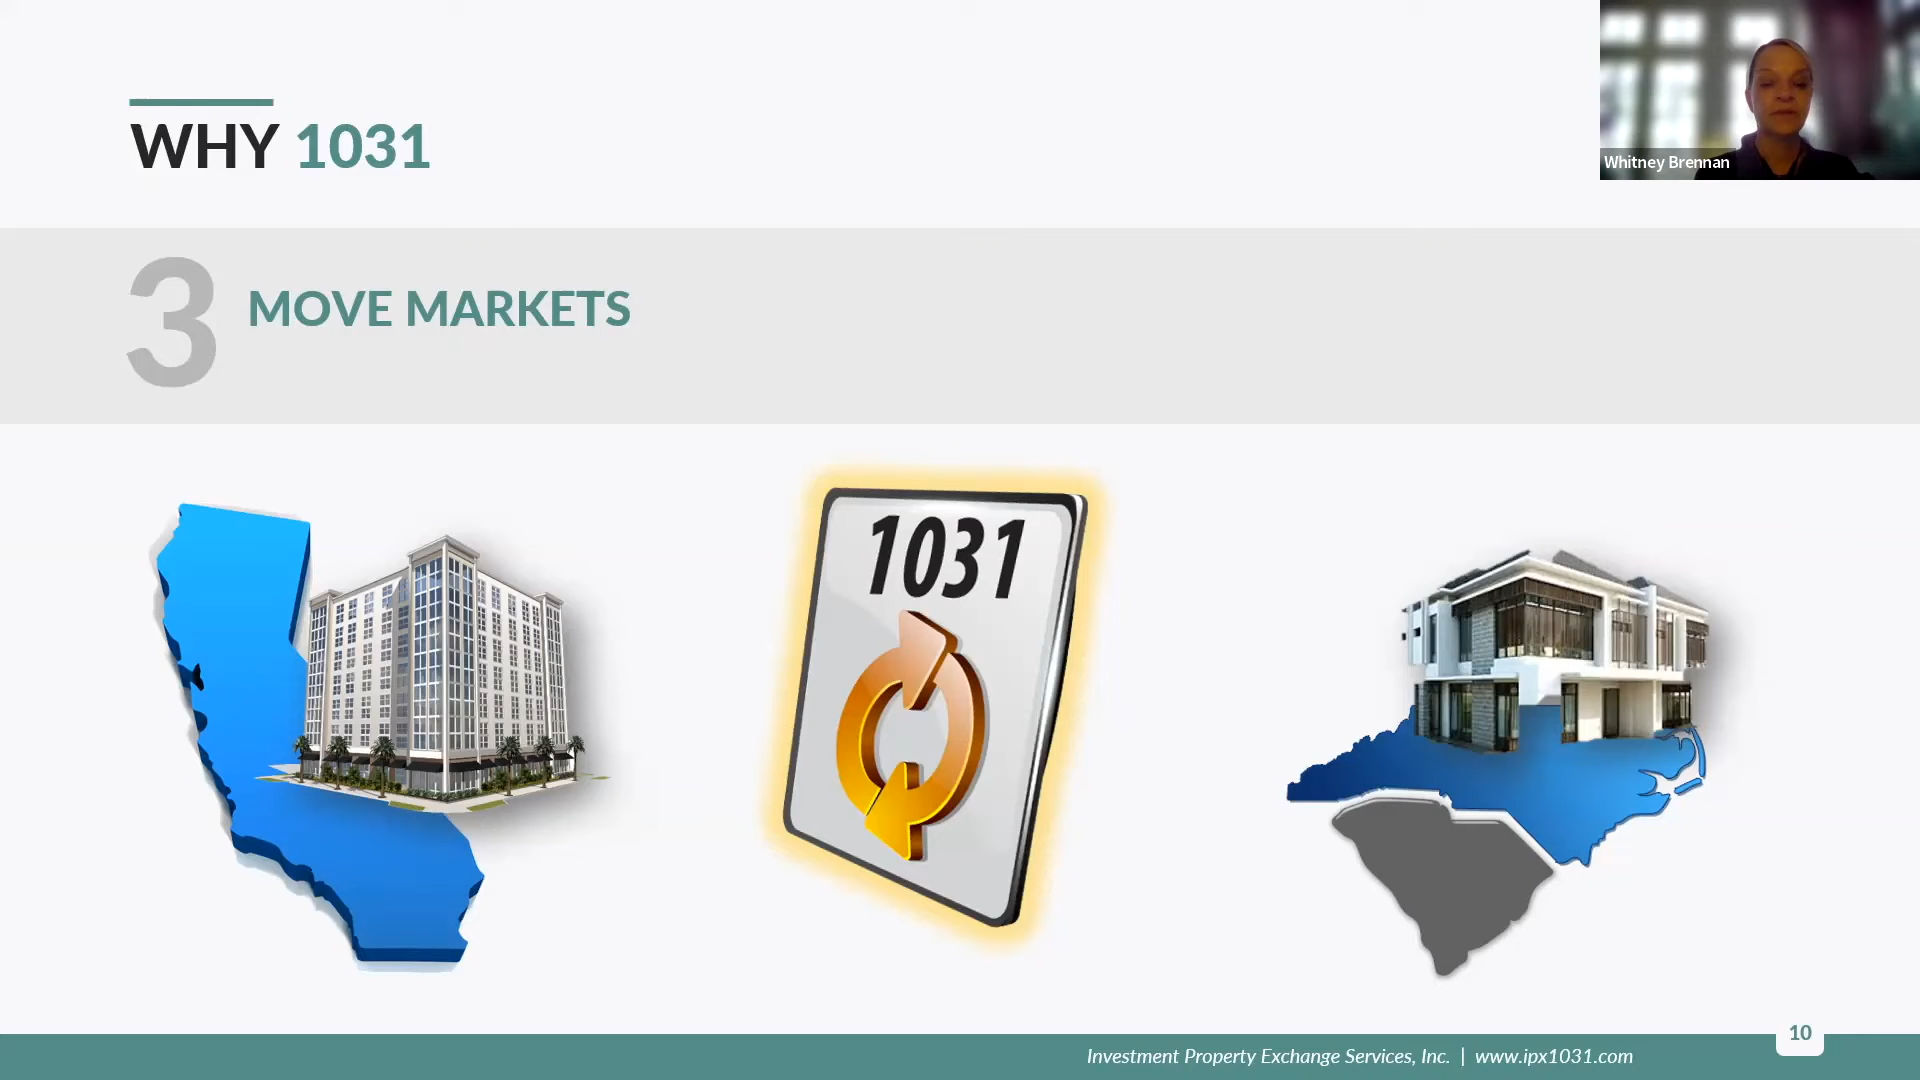 WHY 1031
Whitney Brennan
3 MOVE MARKETS
1031
10
Investment Property Exchange Services, Inc. | www.ipx1031.com